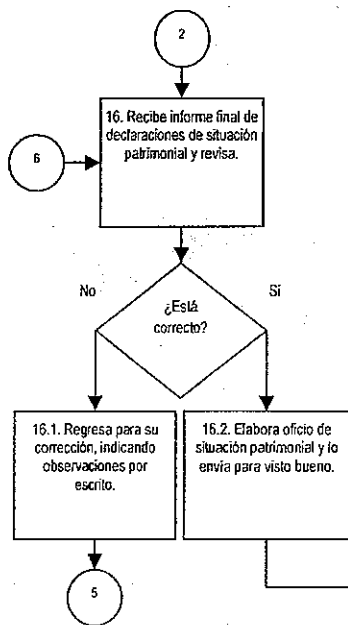 2
16. Recibe informe final de
declaraciones de situación
patrimonial y revisa.
6
No
Sí
¿Está
correcto?
16.1. Regresa para su
corrección, indicando
observaciones por
escrito.
16.2. Elabora oficio de
situación patrimonial y lo
envía para visto bueno.
5